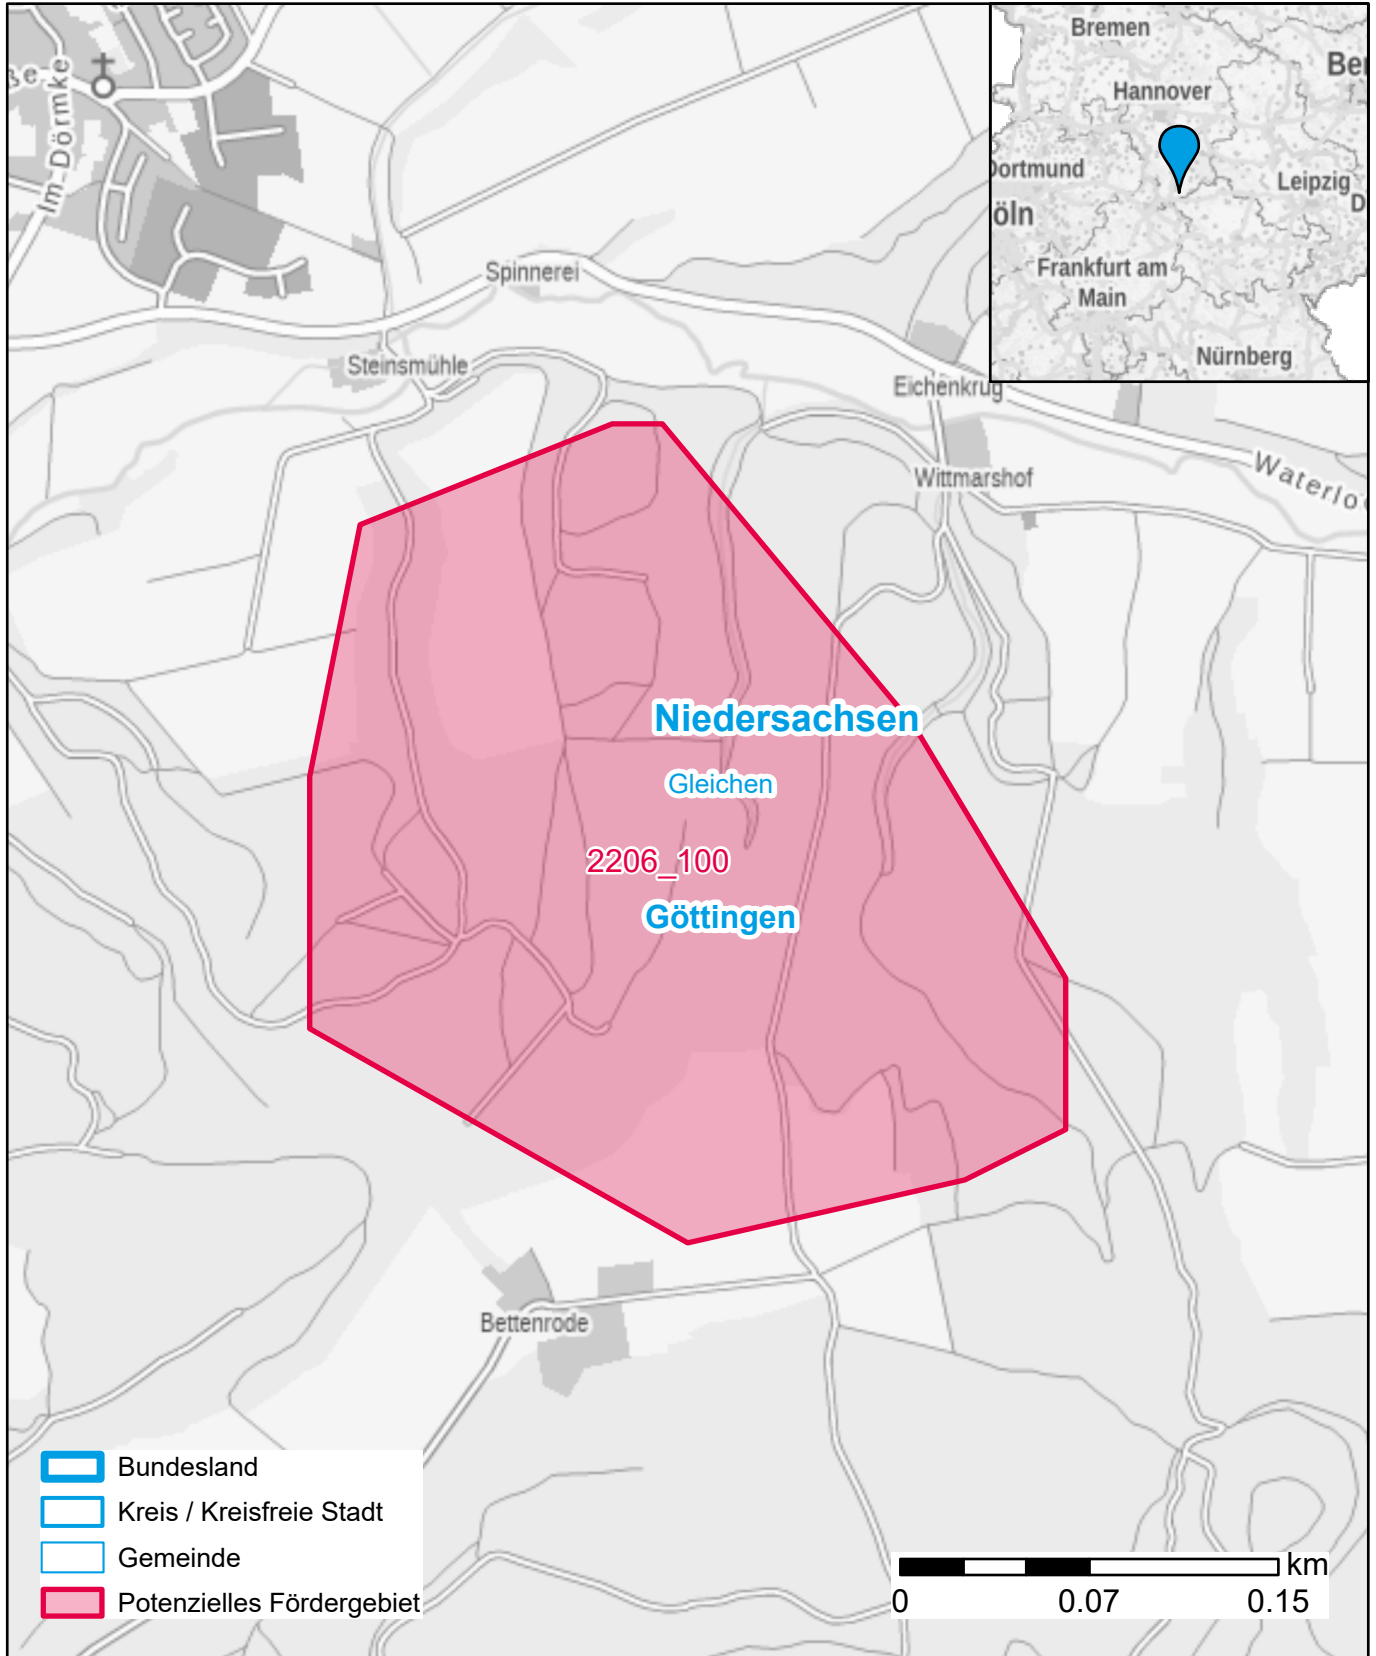 Bremen
Hannover
Dortmund
Leipzig
Frankfurt am
Main
Nürnberg
Im Dörmke
Spinnerei
Steinsmühle
Eichenkrug
Wittmarshof
Niedersachsen
Gleichen
2206_100
Göttingen
Bettenrode
Bundesland
Kreis / Kreisfreie Stadt
Gemeinde
Potenzielles Fördergebiet
km
0 0.07 0.15